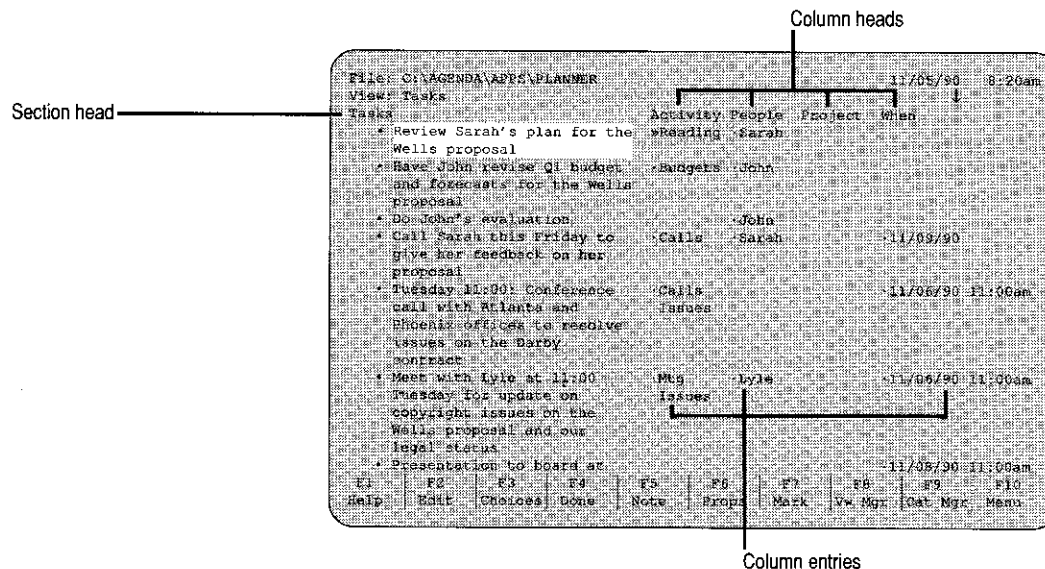 Column heads
File: C:\AGENDA\APPS\PLANNER 11/05/90 8:20am
View: Tasks
Section head
Tasks Activity People Project When
• Review Sarah's plan for the »Reading ·Sarah
Wells proposal
• Have John revise Q1 budget ·Budgets ·John
and forecasts for the Wells
proposal
• Do John's evaluation ·John
• Call Sarah this Friday to ·Calls ·Sarah ·11/09/90
give her feedback on her
proposal
• Tuesday 11:00: Conference ·Calls ·11/06/90 11:00am
call with Atlanta and Issues
Phoenix offices to resolve
issues on the Darby
contract
• Meet with Lyle at 11:00 ·Mtg ·Lyle ·11/06/90 11:00am
Tuesday for update on Issues
copyright issues on the
Wells proposal and our
legal status
• Presentation to board at ·11/08/90 11:00am
F1 F2 F3 F4 F5 F6 F7 F8 F9 F10
Help Edit Choices Done Note Props Mark Vw Mgr Cat Mgr Menu
Column entries